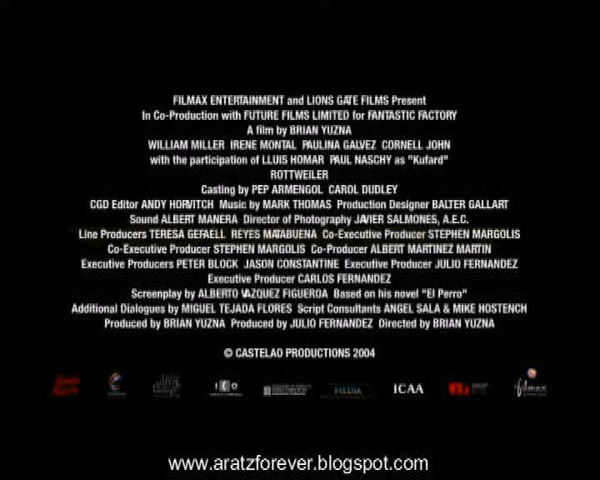 FILMAX ENTERTAINMENT and LIONS GATE FILMS Present
In Co-Production with FUTURE FILMS LIMITED for FANTASTIC FACTORY
A film by BRIAN YUZNA
WILLIAM MILLER IRENE MONTAL PAULINA GALVEZ CORNELL JOHN
with the participation of LLUIS HOMAR PAUL NASCHY as "Kufard"
ROTTWEILER
Casting by PEP ARMENGOL CAROL DUDLEY
CGD Editor ANDY HORVITCH Music by MARK THOMAS Production Designer BALTER GALLART
Sound ALBERT MANERA Director of Photography JAVIER SALMONES, A.E.C.
Line Producers TERESA GEFAELL REYES MATABUENA Co-Executive Producer STEPHEN MARGOLIS
Co-Executive Producer STEPHEN MARGOLIS Co-Producer ALBERT MARTINEZ MARTIN
Executive Producers PETER BLOCK JASON CONSTANTINE Executive Producer JULIO FERNANDEZ
Executive Producer CARLOS FERNANDEZ
Screenplay by ALBERTO VAZQUEZ FIGUEROA Based on his novel "El Perro"
Additional Dialogues by MIGUEL TEJADA FLORES Script Consultants ANGEL SALA & MIKE HOSTENCH
Produced by BRIAN YUZNA Produced by JULIO FERNANDEZ Directed by BRIAN YUZNA
© CASTELAO PRODUCTIONS 2004
ICO MEDIA ICAA filmax
www.aratzforever.blogspot.com